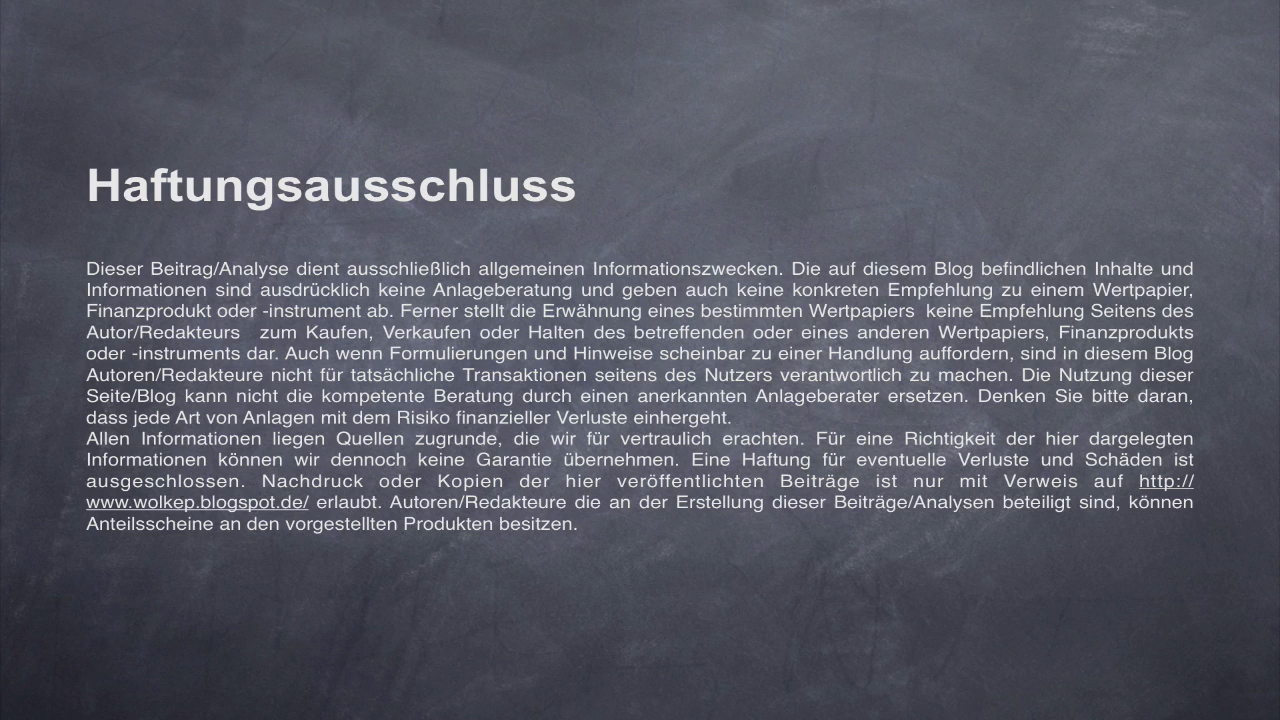 Haftungsausschluss
Dieser Beitrag/Analyse dient ausschließlich allgemeinen Informationszwecken. Die auf diesem Blog befindlichen Inhalte und
Informationen sind ausdrücklich keine Anlageberatung und geben auch keine konkreten Empfehlung zu einem Wertpapier,
Finanzprodukt oder -instrument ab. Ferner stellt die Erwähnung eines bestimmten Wertpapiers keine Empfehlung Seitens des
Autor/Redakteurs zum Kaufen, Verkaufen oder Halten des betreffenden oder eines anderen Wertpapiers, Finanzprodukts
oder -instruments dar. Auch wenn Formulierungen und Hinweise scheinbar zu einer Handlung auffordern, sind in diesem Blog
Autoren/Redakteure nicht für tatsächliche Transaktionen seitens des Nutzers verantwortlich zu machen. Die Nutzung dieser
Seite/Blog kann nicht die kompetente Beratung durch einen anerkannten Anlageberater ersetzen. Denken Sie bitte daran,
dass jede Art von Anlagen mit dem Risiko finanzieller Verluste einhergeht.
Allen Informationen liegen Quellen zugrunde, die wir für vertraulich erachten. Für eine Richtigkeit der hier dargelegten
Informationen können wir dennoch keine Garantie übernehmen. Eine Haftung für eventuelle Verluste und Schäden ist
ausgeschlossen. Nachdruck oder Kopien der hier veröffentlichten Beiträge ist nur mit Verweis auf http://
www.wolkep.blogspot.de/ erlaubt. Autoren/Redakteure die an der Erstellung dieser Beiträge/Analysen beteiligt sind, können
Anteilsscheine an den vorgestellten Produkten besitzen.